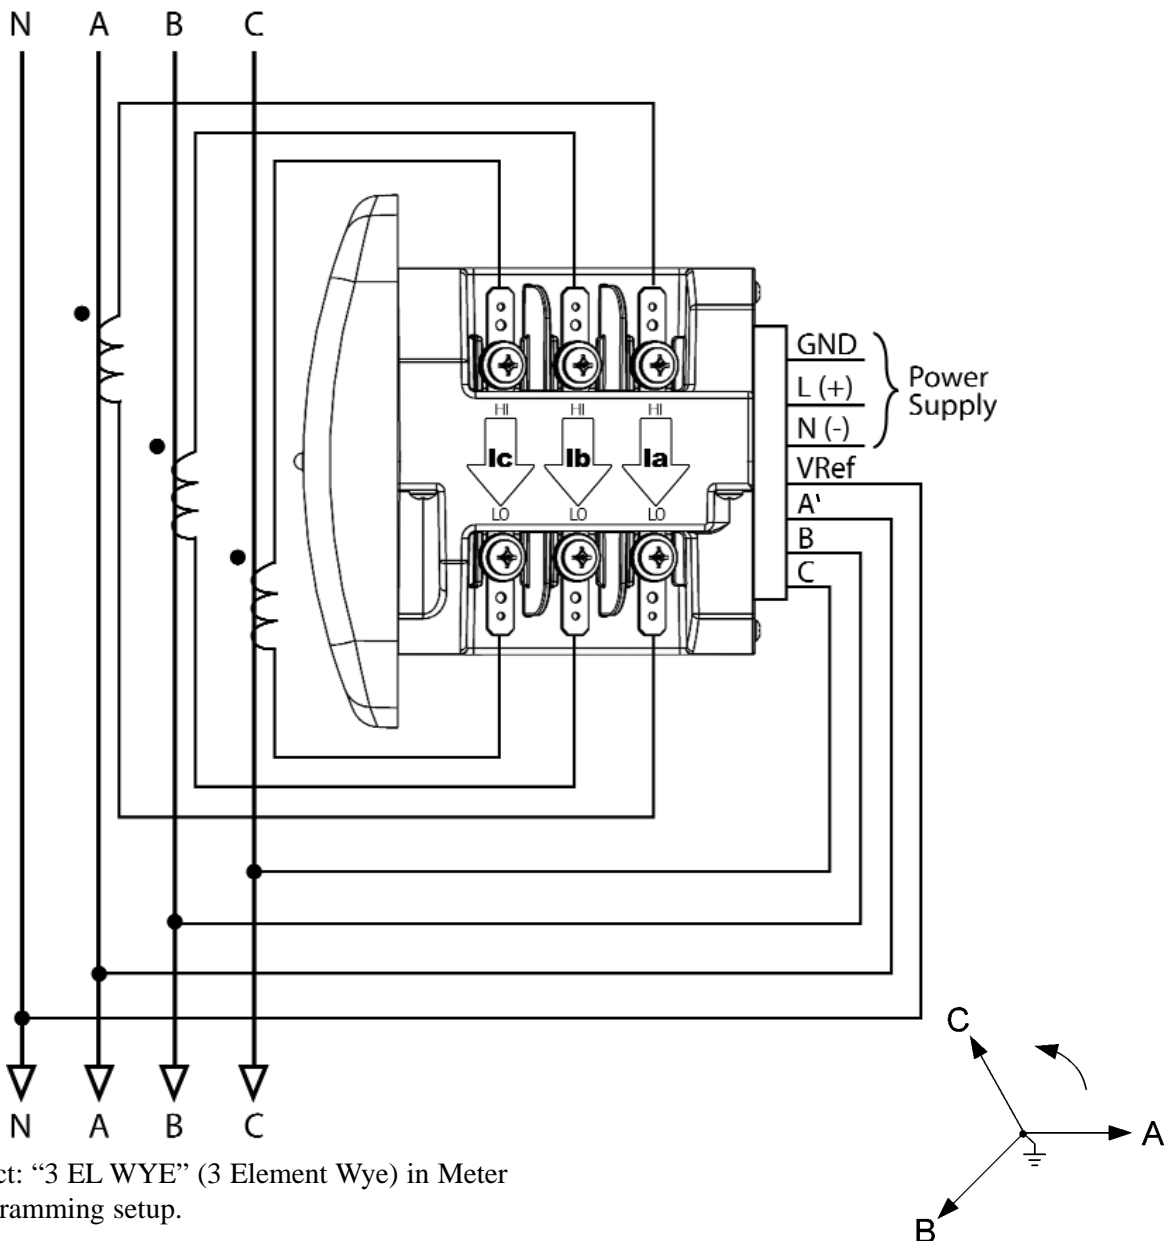 N A B C
GND
L (+)
N (-)
Power
Supply
VRef
A'
B
C
HI HI HI
Ic Ib Ia
LO LO LO
N A B C
C
A
B
ct: “3 EL WYE” (3 Element Wye) in Meter
ramming setup.